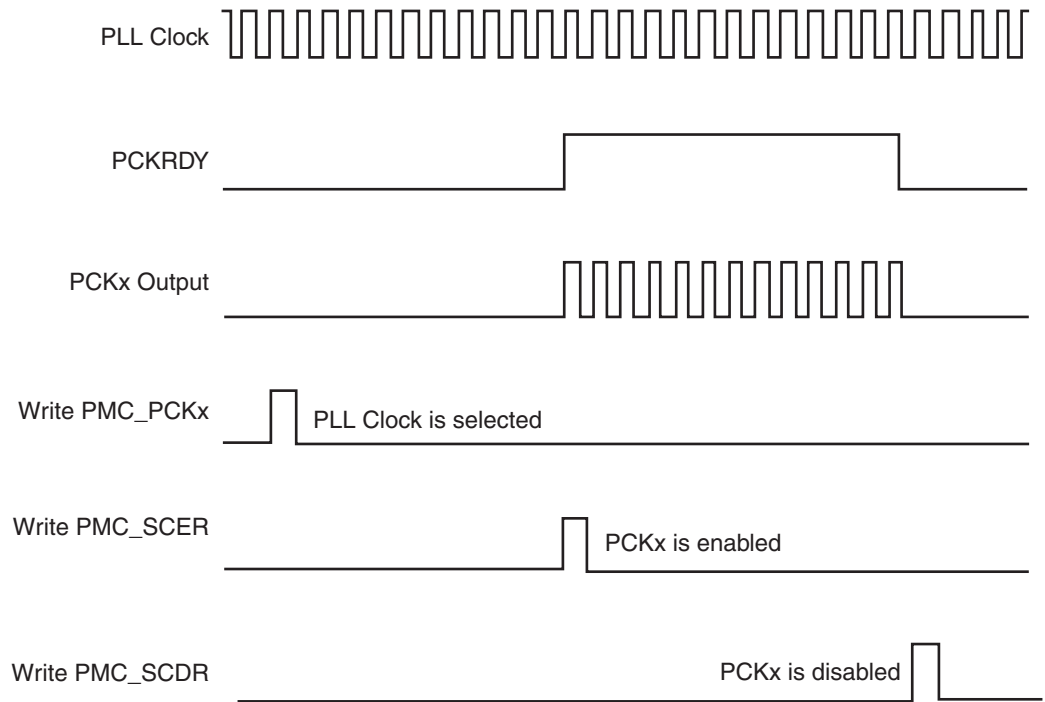 PLL Clock
PCKRDY
PCKx Output
Write PMC_PCKx
PLL Clock is selected
Write PMC_SCER
PCKx is enabled
Write PMC_SCDR
PCKx is disabled